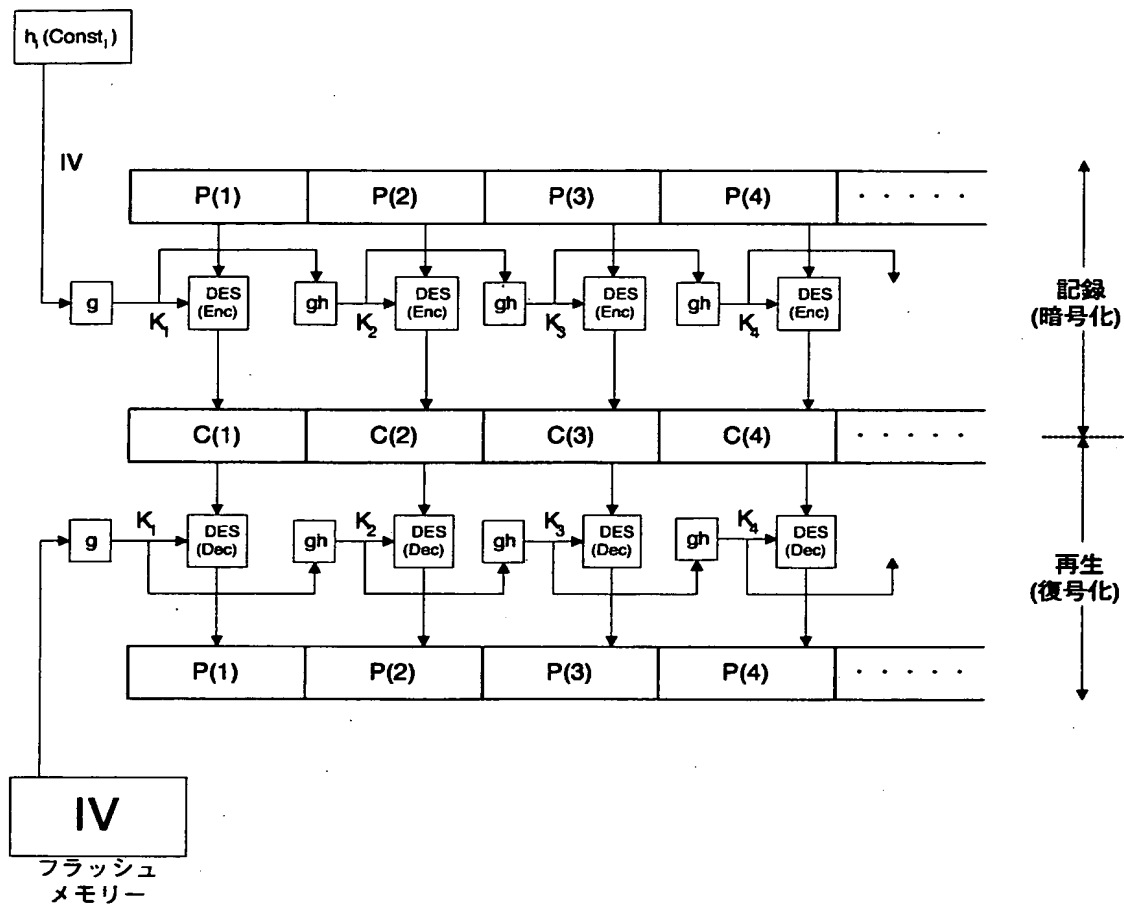 hᵢ(Const₁)
IV
P(1) P(2) P(3) P(4) · · · · ·
g K₁ DES (Enc) gh K₂ DES (Enc) gh K₃ DES (Enc) gh K₄ DES (Enc)
記録
(暗号化)
C(1) C(2) C(3) C(4) · · · · ·
g K₁ DES (Dec) gh K₂ DES (Dec) gh K₃ DES (Dec) gh K₄ DES (Dec)
再生
(復号化)
P(1) P(2) P(3) P(4) · · · · ·
IV
フラッシュ
メモリー